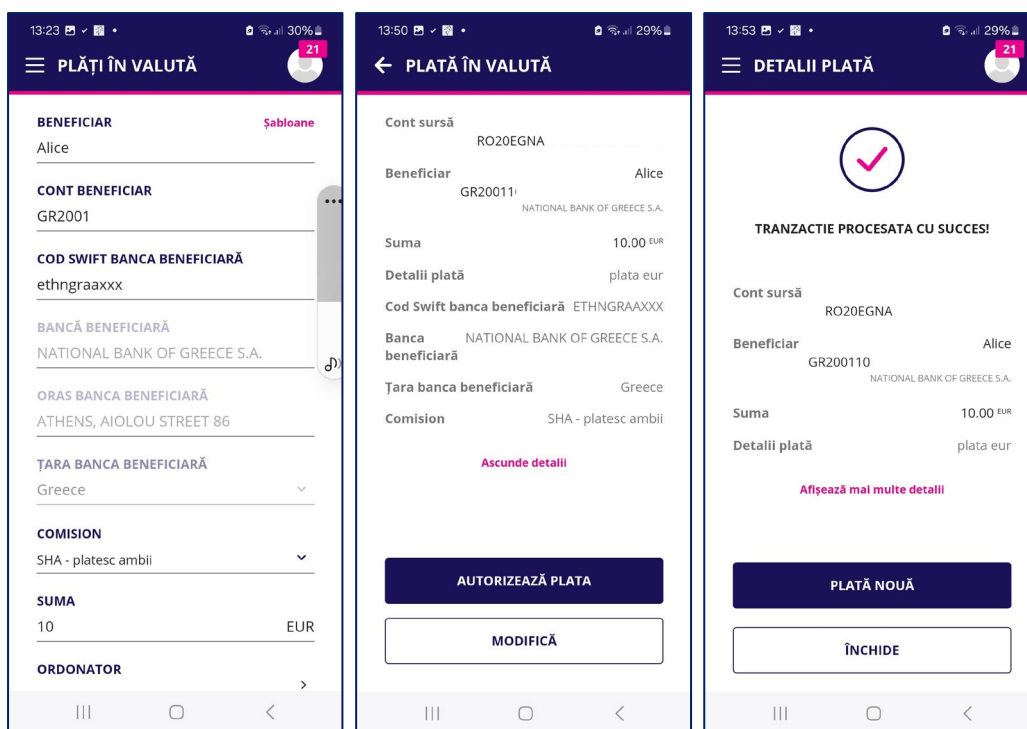 13:23 30%
PLĂȚI ÎN VALUTĂ 21
BENEFICIAR Șabloane
Alice
CONT BENEFICIAR
GR2001
COD SWIFT BANCA BENEFICIARĂ
ethngraaxxx
BANCĂ BENEFICIARĂ
NATIONAL BANK OF GREECE S.A.
ORAS BANCA BENEFICIARĂ
ATHENS, AIOLOU STREET 86
ȚARA BANCA BENEFICIARĂ
Greece
COMISION
SHA - platesc ambii
SUMA
10 EUR
ORDONATOR
13:50 29%
PLATĂ ÎN VALUTĂ
Cont sursă
RO20EGNA
Beneficiar Alice
GR20011
NATIONAL BANK OF GREECE S.A.
Suma 10.00 EUR
Detalii plată plata eur
Cod Swift banca beneficiară ETHNGRAAXXX
Banca NATIONAL BANK OF GREECE S.A.
beneficiară
Țara banca beneficiară Greece
Comision SHA - platesc ambii
Ascunde detalii
AUTORIZEAZĂ PLATA
MODIFICĂ
13:53 29%
DETALII PLATĂ 21
TRANZACTIE PROCESATA CU SUCCES!
Cont sursă
RO20EGNA
Beneficiar Alice
GR200110
NATIONAL BANK OF GREECE S.A.
Suma 10.00 EUR
Detalii plată plata eur
Afișează mai multe detalii
PLATĂ NOUĂ
ÎNCHIDE